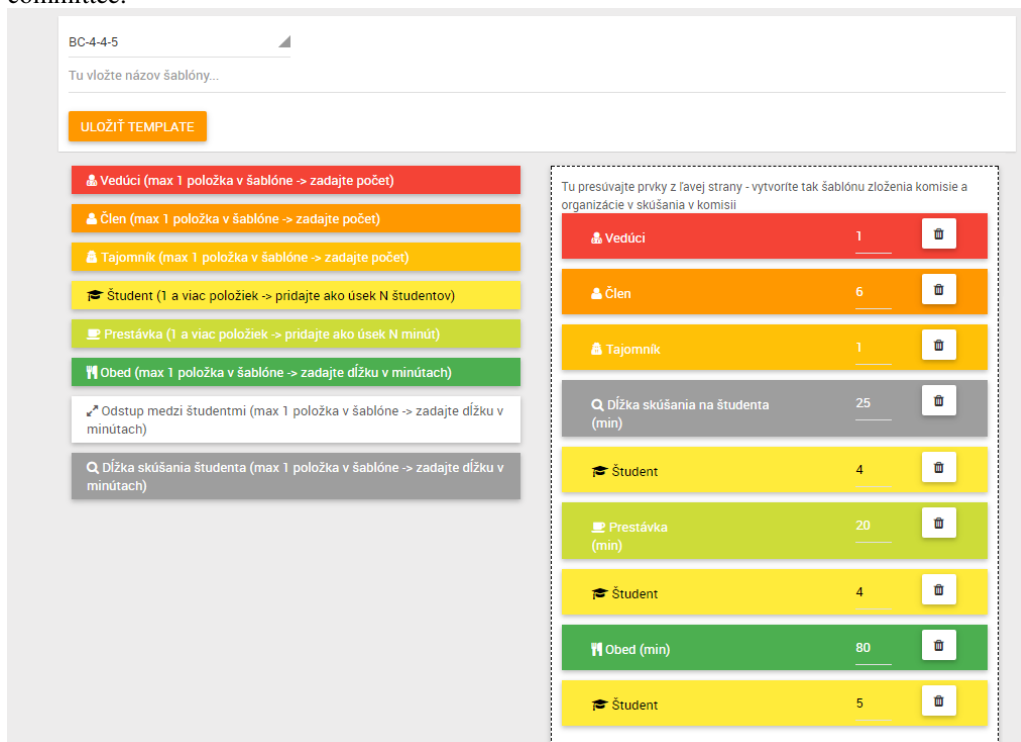 committee.
BC-4-4-5
Tu vložte názov šablóny...
ULOŽIŤ TEMPLATE
Vedúci (max 1 položka v šablóne -> zadajte počet)
Člen (max 1 položka v šablóne -> zadajte počet)
Tajomník (max 1 položka v šablóne -> zadajte počet)
Študent (1 a viac položiek -> pridajte ako úsek N študentov)
Prestávka (1 a viac položiek -> pridajte ako úsek N minút)
Obed (max 1 položka v šablóne -> zadajte dĺžku v minútach)
Odstup medzi študentmi (max 1 položka v šablóne -> zadajte dĺžku v
minútach)
Dĺžka skúšania študenta (max 1 položka v šablóne -> zadajte dĺžku v
minútach)
Tu presúvajte prvky z ľavej strany - vytvoríte tak šablónu zloženia komisie a
organizácie v skúšania v komisii
Vedúci 1
Člen 6
Tajomník 1
Dĺžka skúšania na študenta 25
(min)
Študent 4
Prestávka 20
(min)
Študent 4
Obed (min) 80
Študent 5